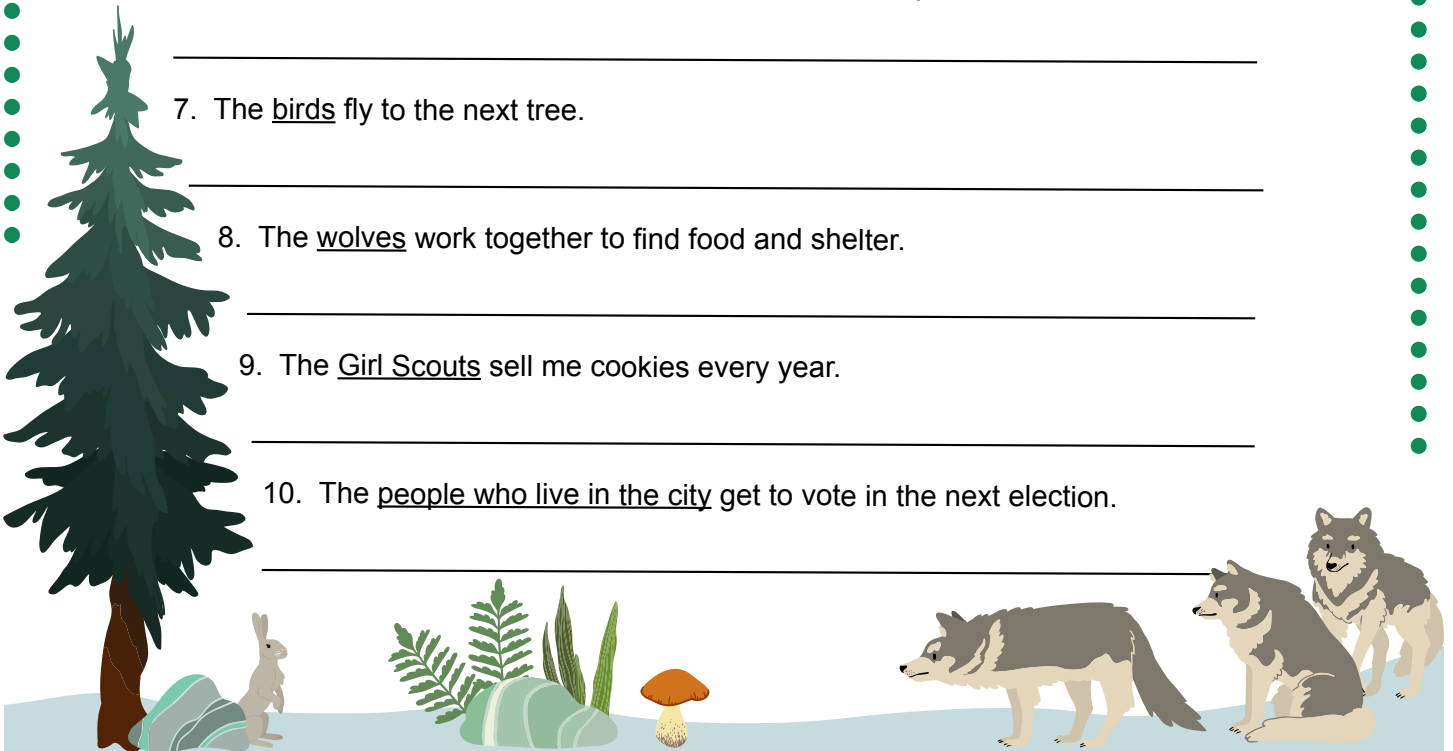 7. The birds fly to the next tree.
8. The wolves work together to find food and shelter.
9. The Girl Scouts sell me cookies every year.
10. The people who live in the city get to vote in the next election.